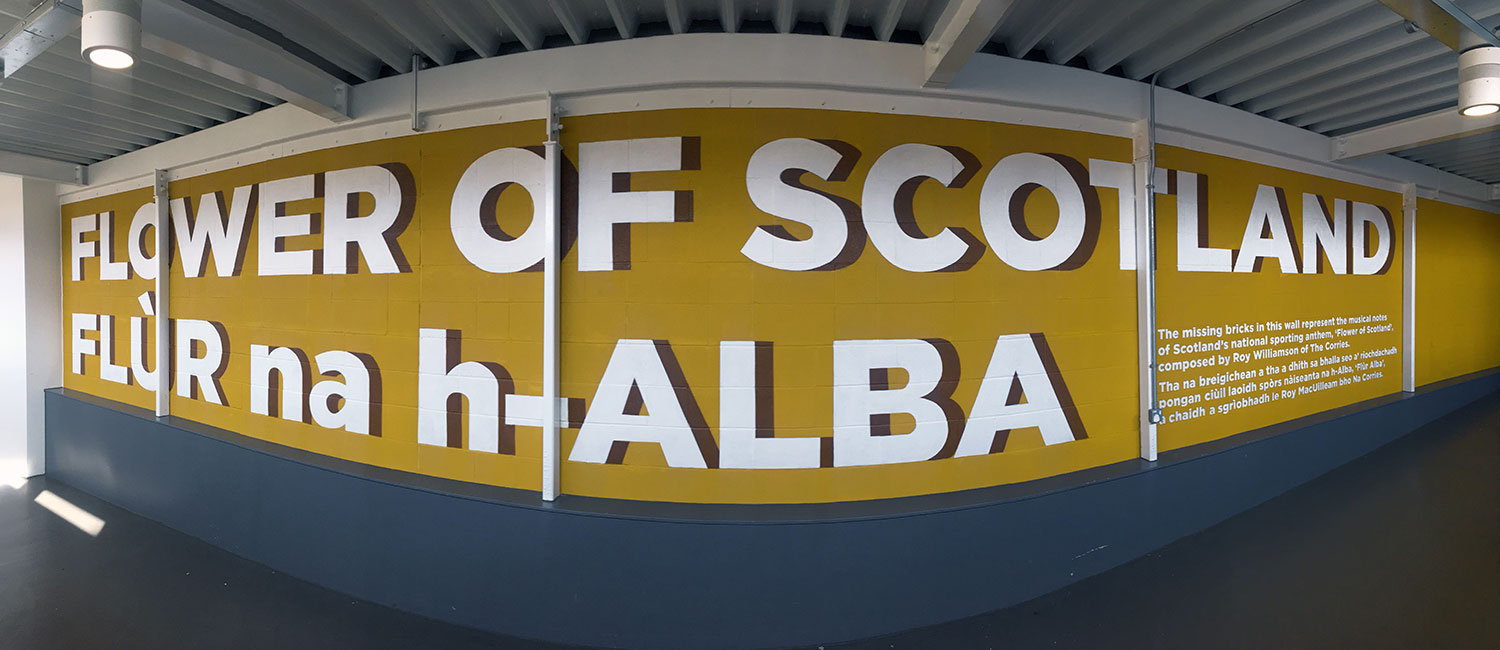 FLOWER OF SCOTLAND
FLÙR na h-ALBA
The missing bricks in this wall represent the musical notes
of Scotland's national sporting anthem, 'Flower of Scotland',
composed by Roy Williamson of The Corries.
Tha na breigichean a tha a dhìth sa bhalla seo a' riochdachadh
pongan ciùil laoidh spòrs nàiseanta na h-Alba, 'Flùr Alba',
a chaidh a sgrìobhadh le Roy MacUilleam bho Na Corries.